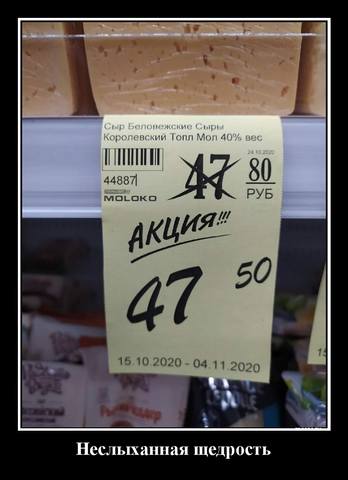 Сыр Беловежские Сыры
Королевский Топл Мол 40% вес
24.10.2020
44887
47 80
РУБ
MOLOKO
АКЦИЯ!!!
47 50
15.10.2020 - 04.11.2020
Неслыханная щедрость